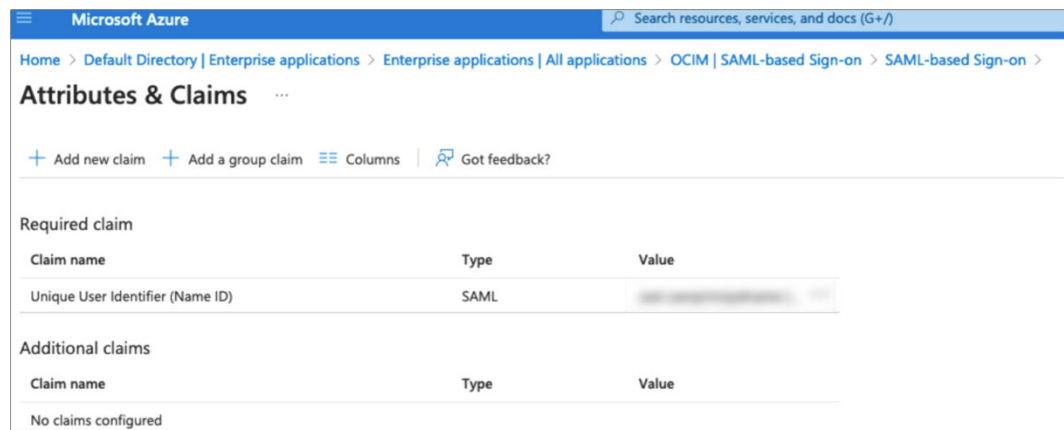 Microsoft Azure
Search resources, services, and docs (G+/)
Home > Default Directory | Enterprise applications > Enterprise applications | All applications > OCIM | SAML-based Sign-on > SAML-based Sign-on >
Attributes & Claims ...
+ Add new claim + Add a group claim Columns Got feedback?
Required claim
Claim name Type Value
Unique User Identifier (Name ID) SAML
Additional claims
Claim name Type Value
No claims configured